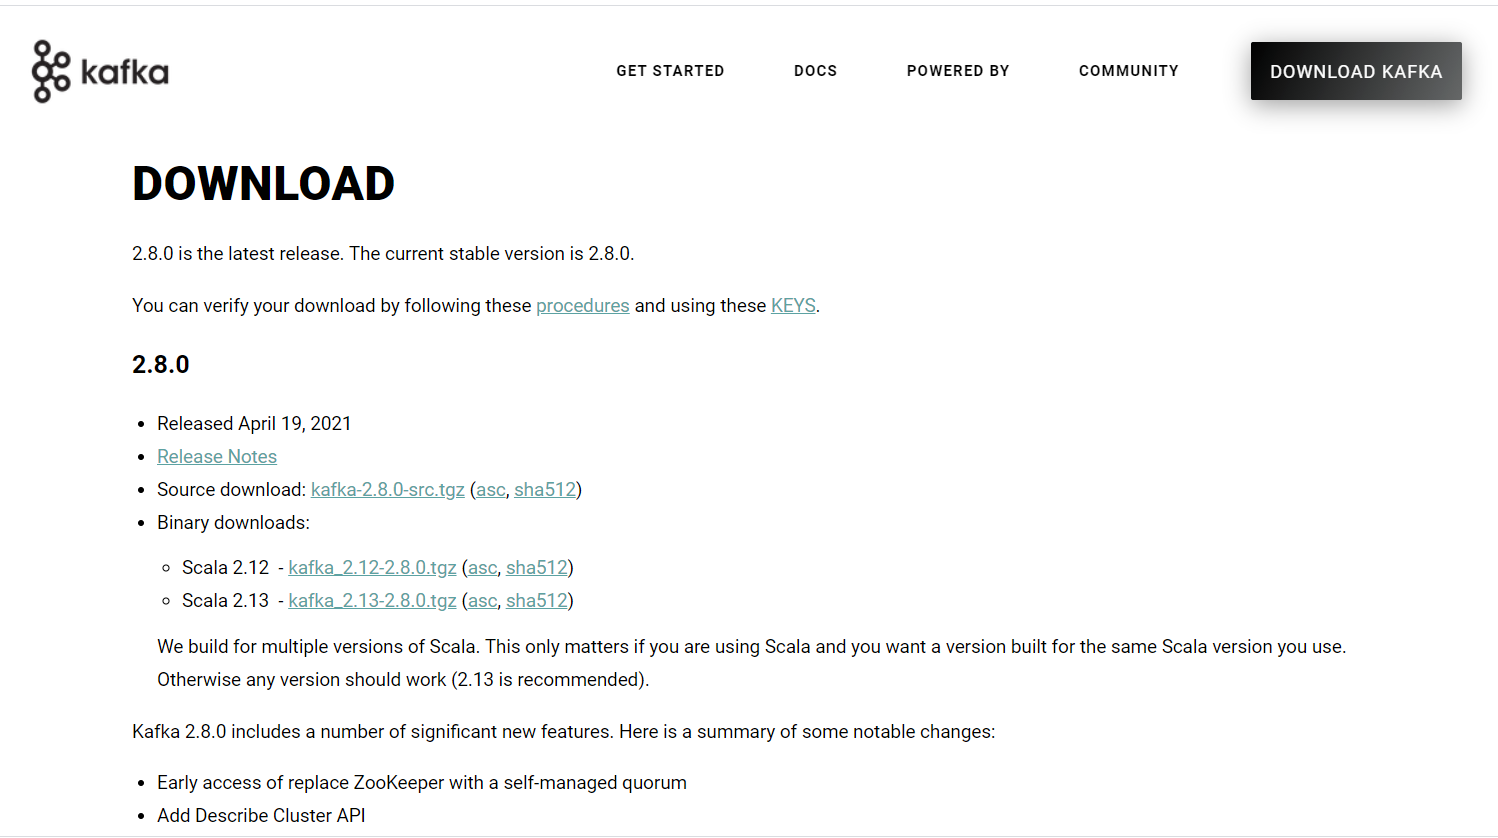 kafka
GET STARTED
DOCS
POWERED BY
COMMUNITY
DOWNLOAD KAFKA
DOWNLOAD
2.8.0 is the latest release. The current stable version is 2.8.0.
You can verify your download by following these procedures and using these KEYS.
2.8.0
• Released April 19, 2021
• Release Notes
• Source download: kafka-2.8.0-src.tgz (asc, sha512)
• Binary downloads:
◦ Scala 2.12 - kafka_2.12-2.8.0.tgz (asc, sha512)
◦ Scala 2.13 - kafka_2.13-2.8.0.tgz (asc, sha512)
We build for multiple versions of Scala. This only matters if you are using Scala and you want a version built for the same Scala version you use.
Otherwise any version should work (2.13 is recommended).
Kafka 2.8.0 includes a number of significant new features. Here is a summary of some notable changes:
• Early access of replace ZooKeeper with a self-managed quorum
• Add Describe Cluster API